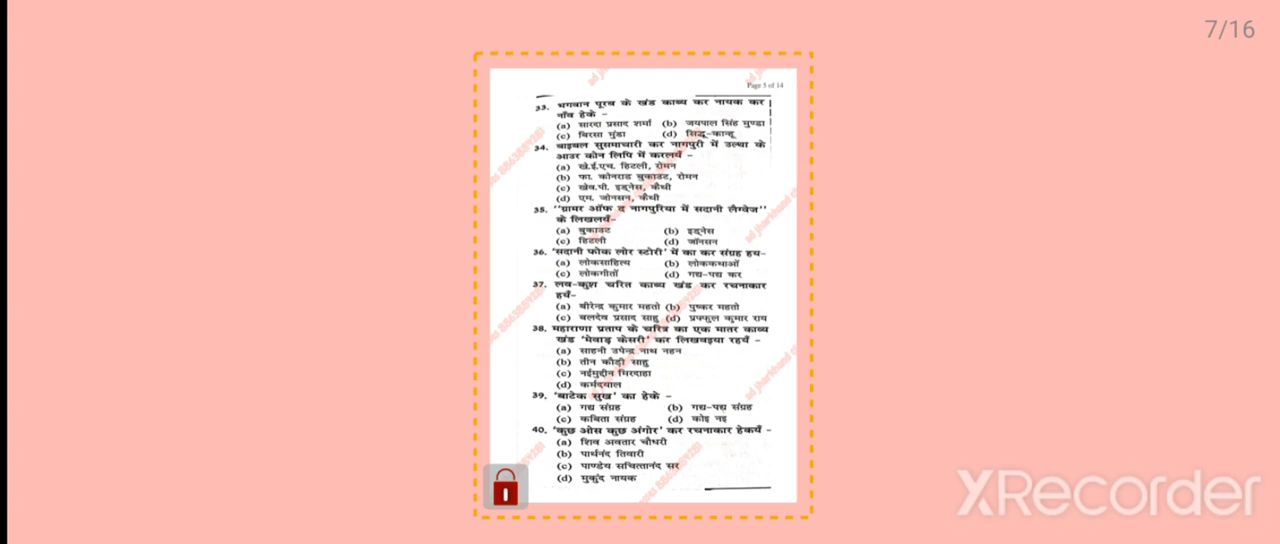 7/16
Page 5 of 14
33. भगवान पूरब के खंड काव्य कर नायक कर
नाँव हेके –
(a) सारदा प्रसाद शर्मा (b) जयपाल सिंह मुण्डा
(c) बिरसा मुंडा (d) सिद्धू-कान्हू
34. बाइबल सुसमाचारी कर नागपुरी में उल्था के
आउर कोन लिपि में करलयँ –
(a) खे.ई.एच. हिटली, रोमन
(b) फा. कोनराड बुकाउट, रोमन
(c) खेव.पी. इड्नेस, कैथी
(d) एम. जोनसन, कैथी
35. ''ग्रामर ऑफ द नागपुरिया में सदानी लैंग्वेज''
के लिखलयँ–
(a) बुकाउट (b) इड्नेस
(c) हिटली (d) जॉनसन
36. 'सदानी फोक लोर स्टोरी' में का कर संग्रह हय–
(a) लोकसाहित्य (b) लोककथाओं
(c) लोकगीतों (d) गद्य-पद्य कर
37. लव-कुश चरित काव्य खंड कर रचनाकार
हयँ–
(a) बीरेन्द्र कुमार महतो (b) पुष्कर महतो
(c) बलदेव प्रसाद साहु (d) प्रफ्फुल कुमार राय
38. महाराणा प्रताप के चरित्र का एक मातर काव्य
खंड 'मेवाड़ केसरी' कर लिखवइया रहयँ –
(a) साहनी उपेन्द्र नाथ नहन
(b) तीन कौड़ी साहु
(c) नईमुद्दीन मिरदाहा
(d) कर्मदयाल
39. 'बाटेक सुख' का हेके –
(a) गद्य संग्रह (b) गद्य-पद्य संग्रह
(c) कबिता संग्रह (d) कोइ नइ
40. 'कुछ ओस कुछ अंगोर' कर रचनाकार हेकयँ –
(a) शिव अवतार चौधरी
(b) पार्थनंद तिवारी
(c) पाण्डेय सचित्तानंद सर
(d) मुकुंद नायक
XRecorder